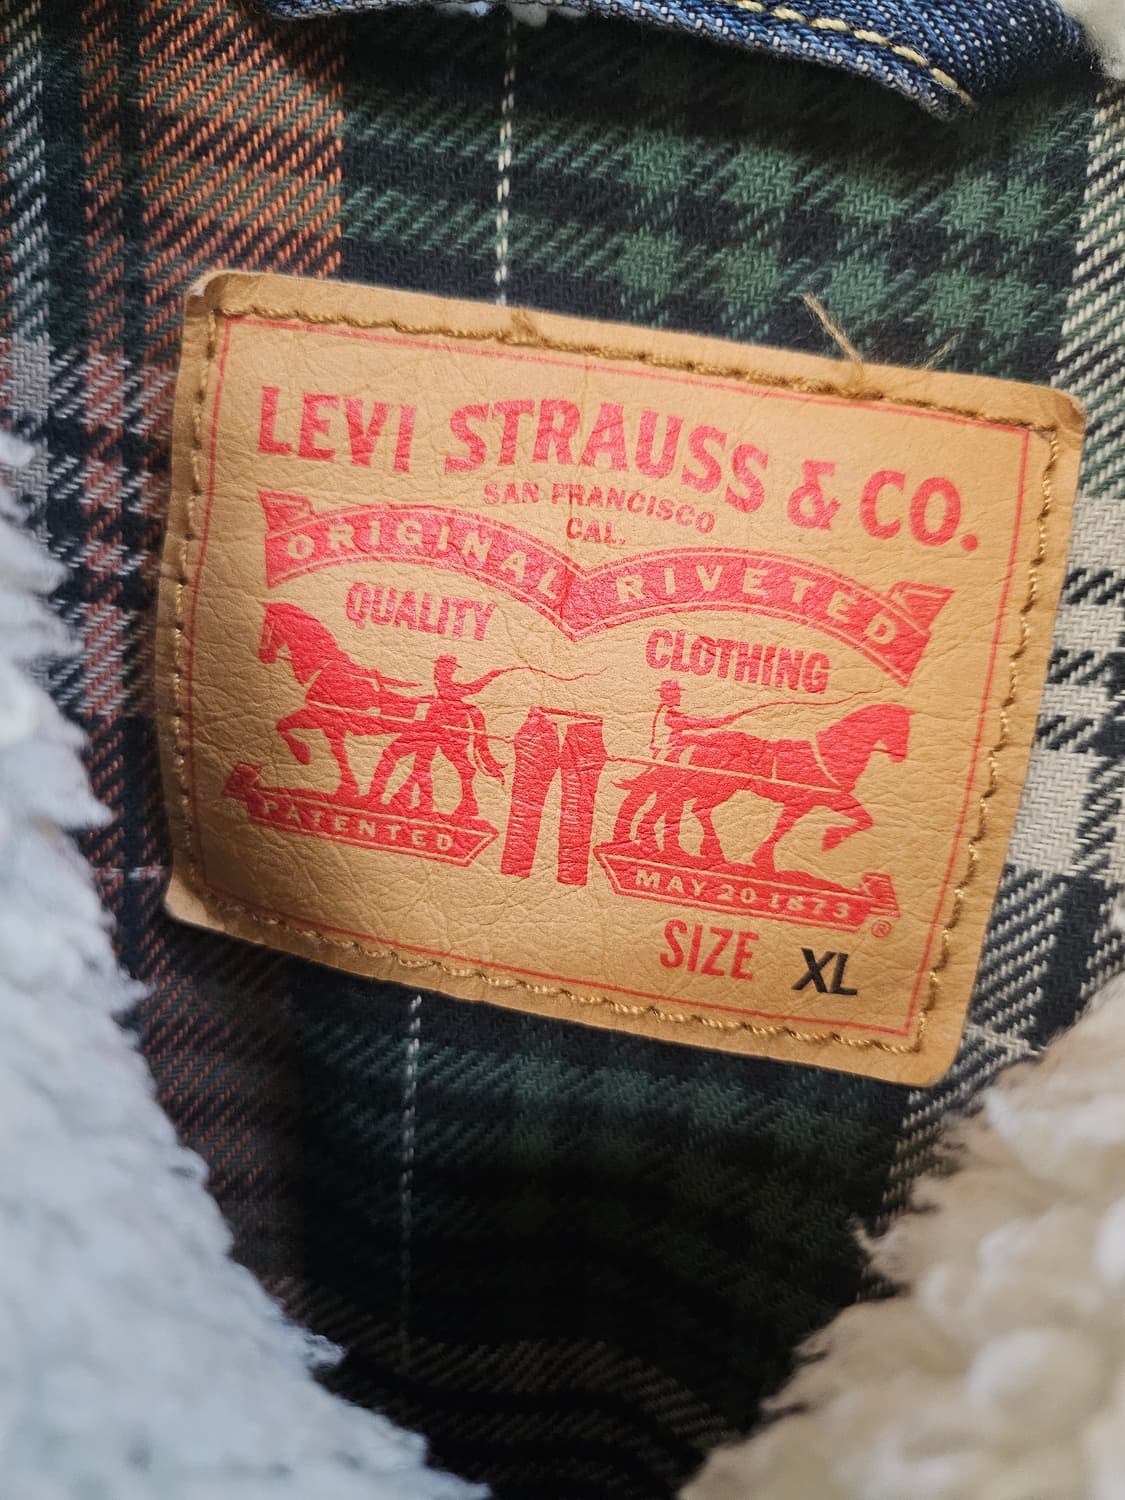 LEVI STRAUSS & CO.
SAN FRANCISCO
CAL.
ORIGINAL RIVETED
QUALITY CLOTHING
PATENTED MAY 20 1873
®
SIZE XL